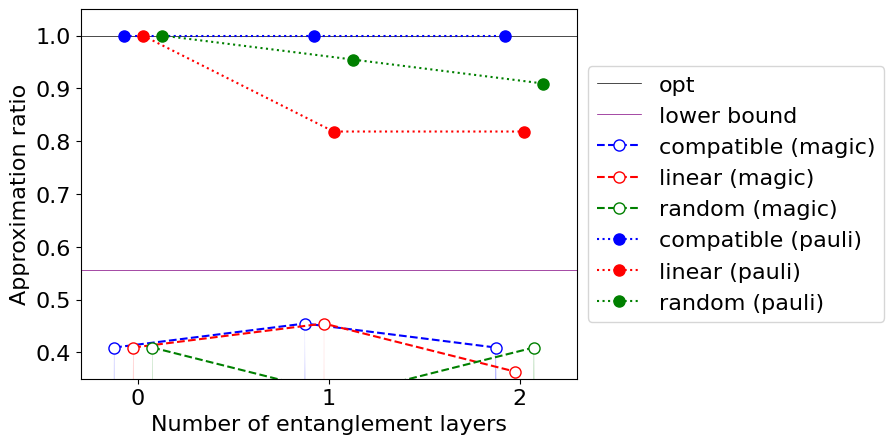 1.0
0.9
0.8
0.7
0.6
0.5
0.4
Approximation ratio
0
1
2
Number of entanglement layers
opt
lower bound
compatible (magic)
linear (magic)
random (magic)
compatible (pauli)
linear (pauli)
random (pauli)